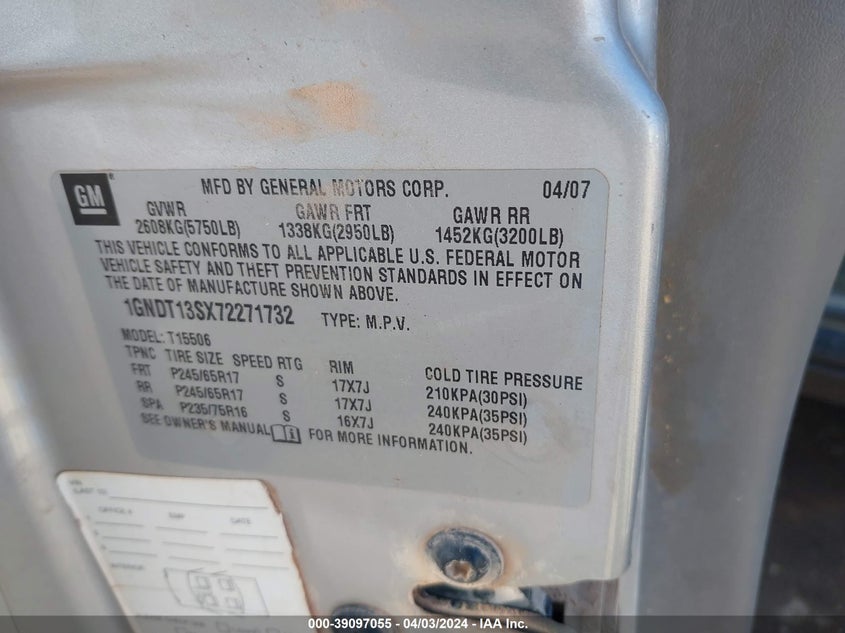 GM
MFD BY GENERAL MOTORS CORP. 04/07
GVWR GAWR FRT GAWR RR
2608KG(5750LB) 1338KG(2950LB) 1452KG(3200LB)
THIS VEHICLE CONFORMS TO ALL APPLICABLE U.S. FEDERAL MOTOR
VEHICLE SAFETY AND THEFT PREVENTION STANDARDS IN EFFECT ON
THE DATE OF MANUFACTURE SHOWN ABOVE.
1GNDT13SX72271732 TYPE: M.P.V.
MODEL: T15506
TPNC TIRE SIZE SPEED RTG RIM COLD TIRE PRESSURE
FRT P245/65R17 S 17X7J 210KPA(30PSI)
RR P245/65R17 S 17X7J 240KPA(35PSI)
SPA P235/75R16 S 16X7J 240KPA(35PSI)
SEE OWNER'S MANUAL FOR MORE INFORMATION.
OFFICE # EMP DATE
000-39097055 - 04/03/2024 - IAA Inc.